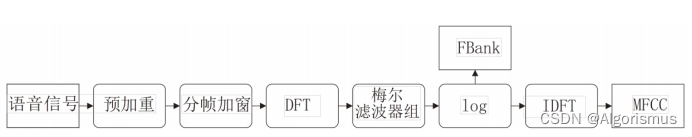 FBank
语音信号
预加重
分帧加窗
DFT
梅尔
滤波器组
log
IDFT
MFCC
CSDN @Algorismus